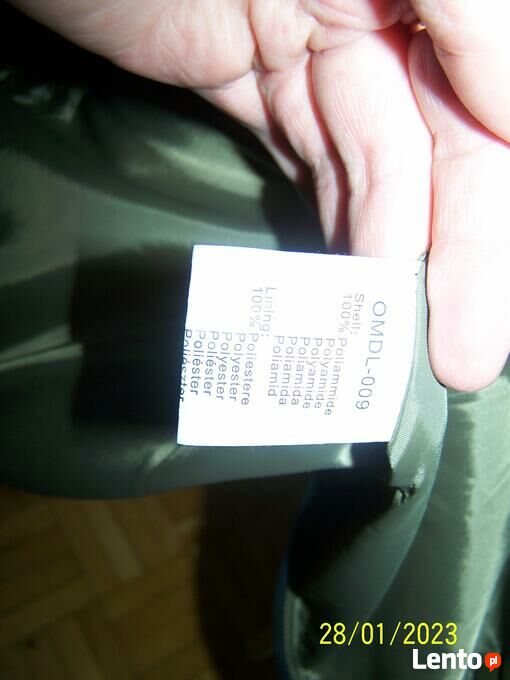 OMDL-009
Shell:
100% Poliammide
Polyamide
Polyamide
Poliamida
Poliamida
Poliamid
Lining:
100% Poliestere
Polyester
Polyester
Poliéster
Poliéster
Poliészter
28/01/2023
Lento pl